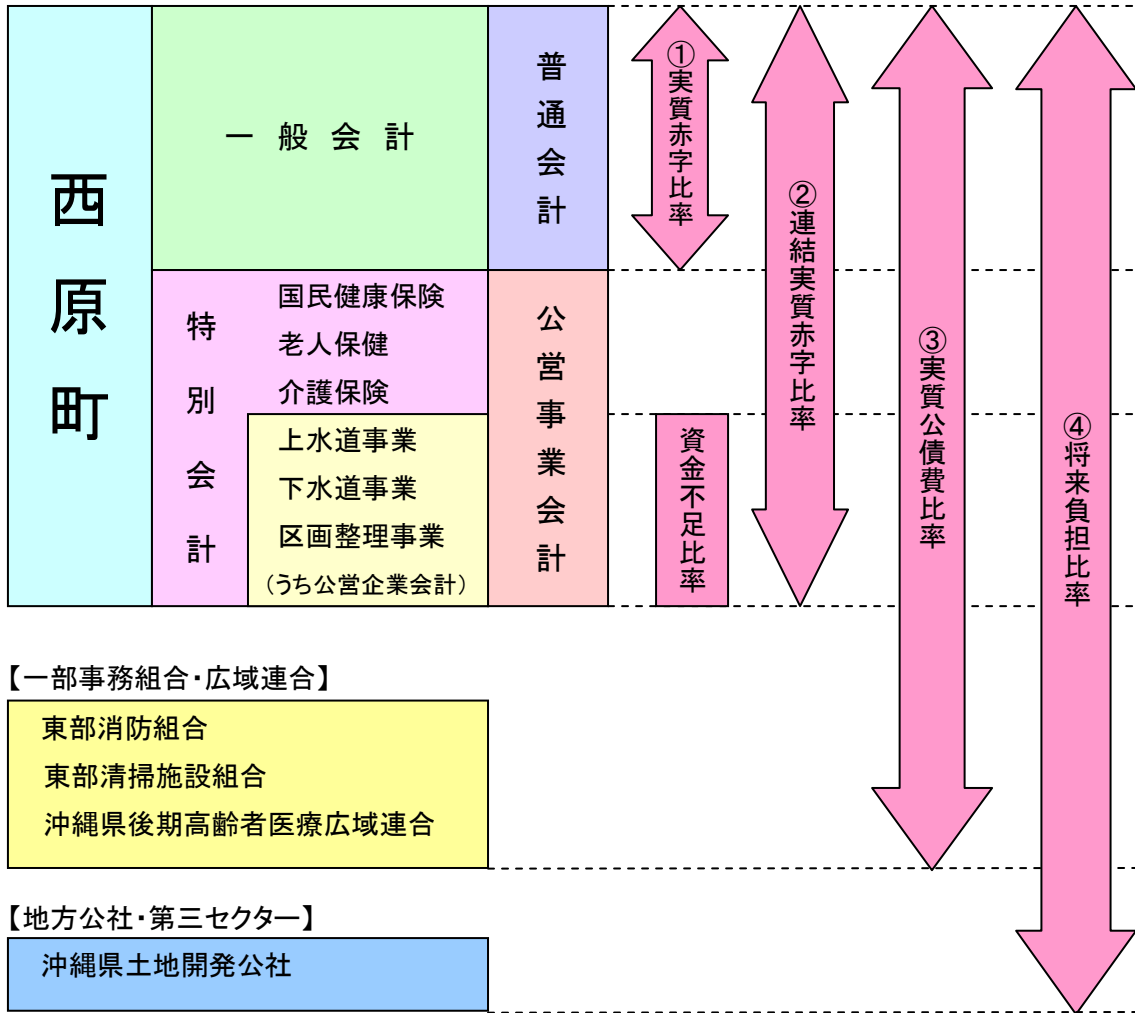 西原町
一般会計
普通会計
特別会計
国民健康保険
老人保健
介護保険
上水道事業
下水道事業
区画整理事業
(うち公営企業会計)
公営事業会計
①実質赤字比率
資金不足比率
②連結実質赤字比率
③実質公債費比率
④将来負担比率
【一部事務組合・広域連合】
東部消防組合
東部清掃施設組合
沖縄県後期高齢者医療広域連合
【地方公社・第三セクター】
沖縄県土地開発公社